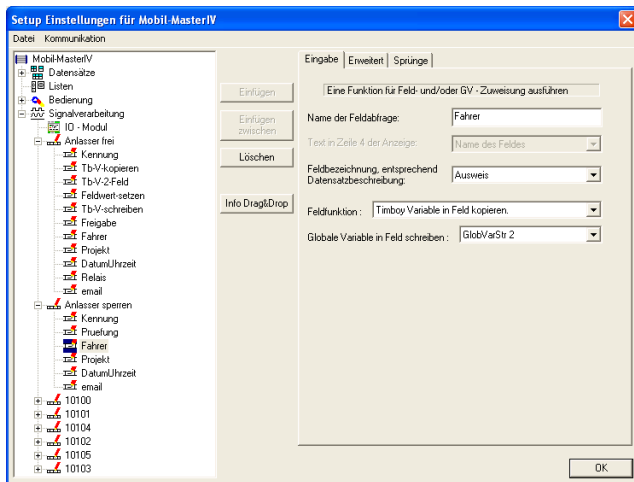 Setup Einstellungen für Mobil-MasterIV
Datei Kommunikation
Mobil-MasterIV
Datensätze
Listen
Bedienung
Signalverarbeitung
IO - Modul
Anlasser frei
Kennung
Tb-V-kopieren
Tb-V-2-Feld
Feldwert-setzen
Tb-V-schreiben
Freigabe
Fahrer
Projekt
DatumUhrzeit
Relais
email
Anlasser sperren
Kennung
Pruefung
Fahrer
Projekt
DatumUhrzeit
email
10100
10101
10104
10102
10105
10103
Einfügen
Einfügen
zwischen
Löschen
Info Drag&Drop
Eingabe Erweitert Sprünge
Eine Funktion für Feld- und/oder GV - Zuweisung ausführen
Name der Feldabfrage: Fahrer
Text in Zeile 4 der Anzeige: Name des Feldes
Feldbezeichnung, entsprechend
Datensatzbeschreibung: Ausweis
Feldfunktion : Timboy Variable in Feld kopieren.
Globale Variable in Feld schreiben : GlobVarStr 2
OK